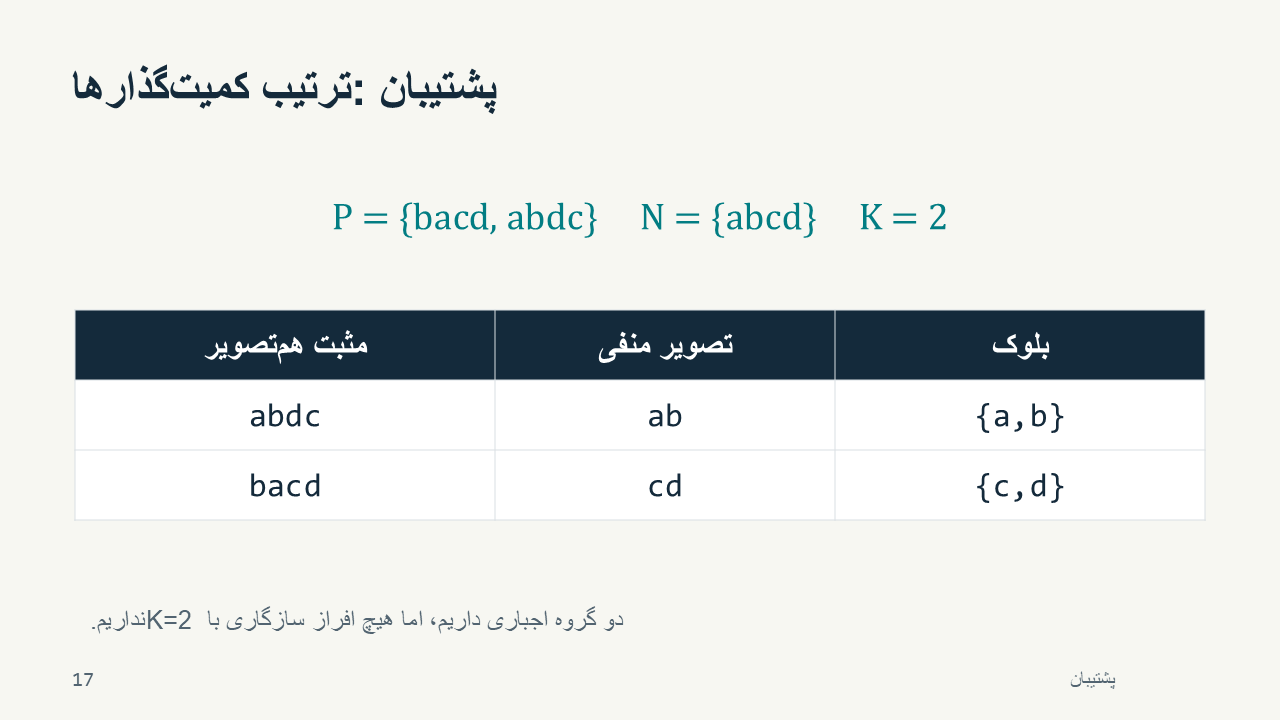 پشتیبان: ترتیب کمیت‌گذارها
P = {bacd, abdc} N = {abcd} K = 2
بلوک تصویر منفی مثبت هم‌تصویر
{a,b} ab abdc
{c,d} cd bacd
دو گروه اجباری داریم، اما هیچ افراز سازگاری با K=2 نداریم.
پشتیبان
17